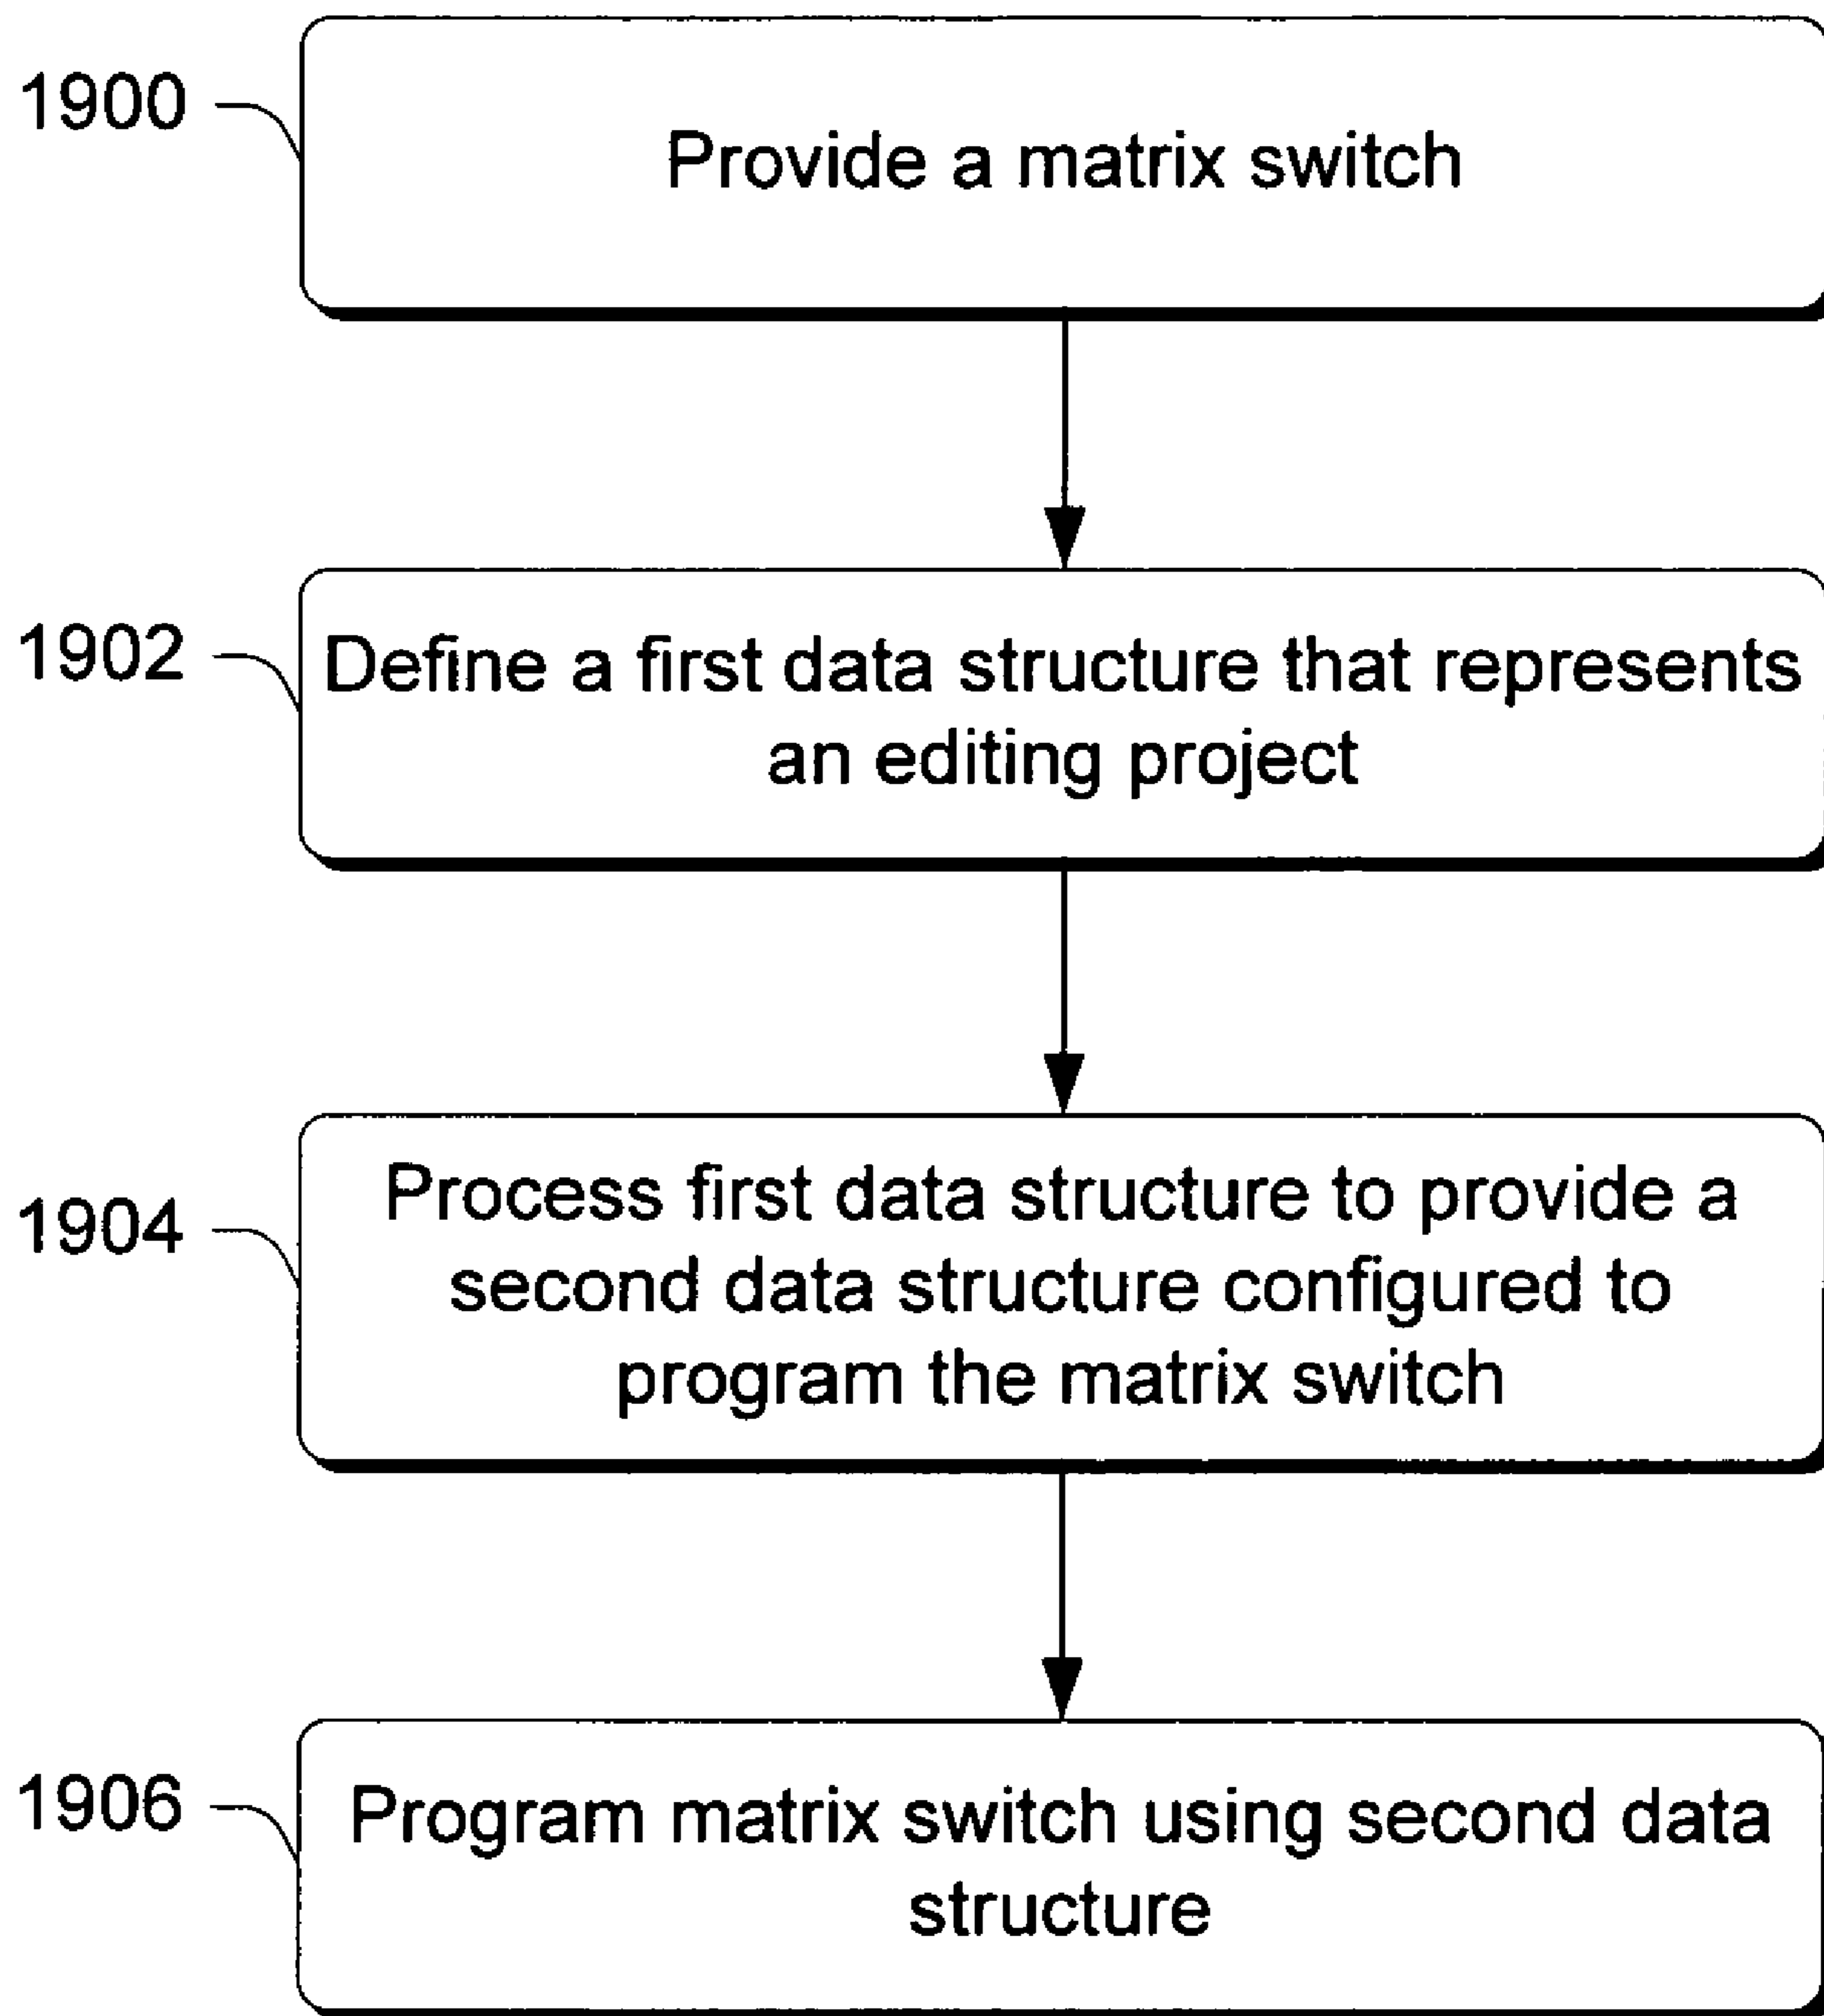 1900
Provide a matrix switch
1902
Define a first data structure that represents
an editing project
1904
Process first data structure to provide a
second data structure configured to
program the matrix switch
1906
Program matrix switch using second data
structure